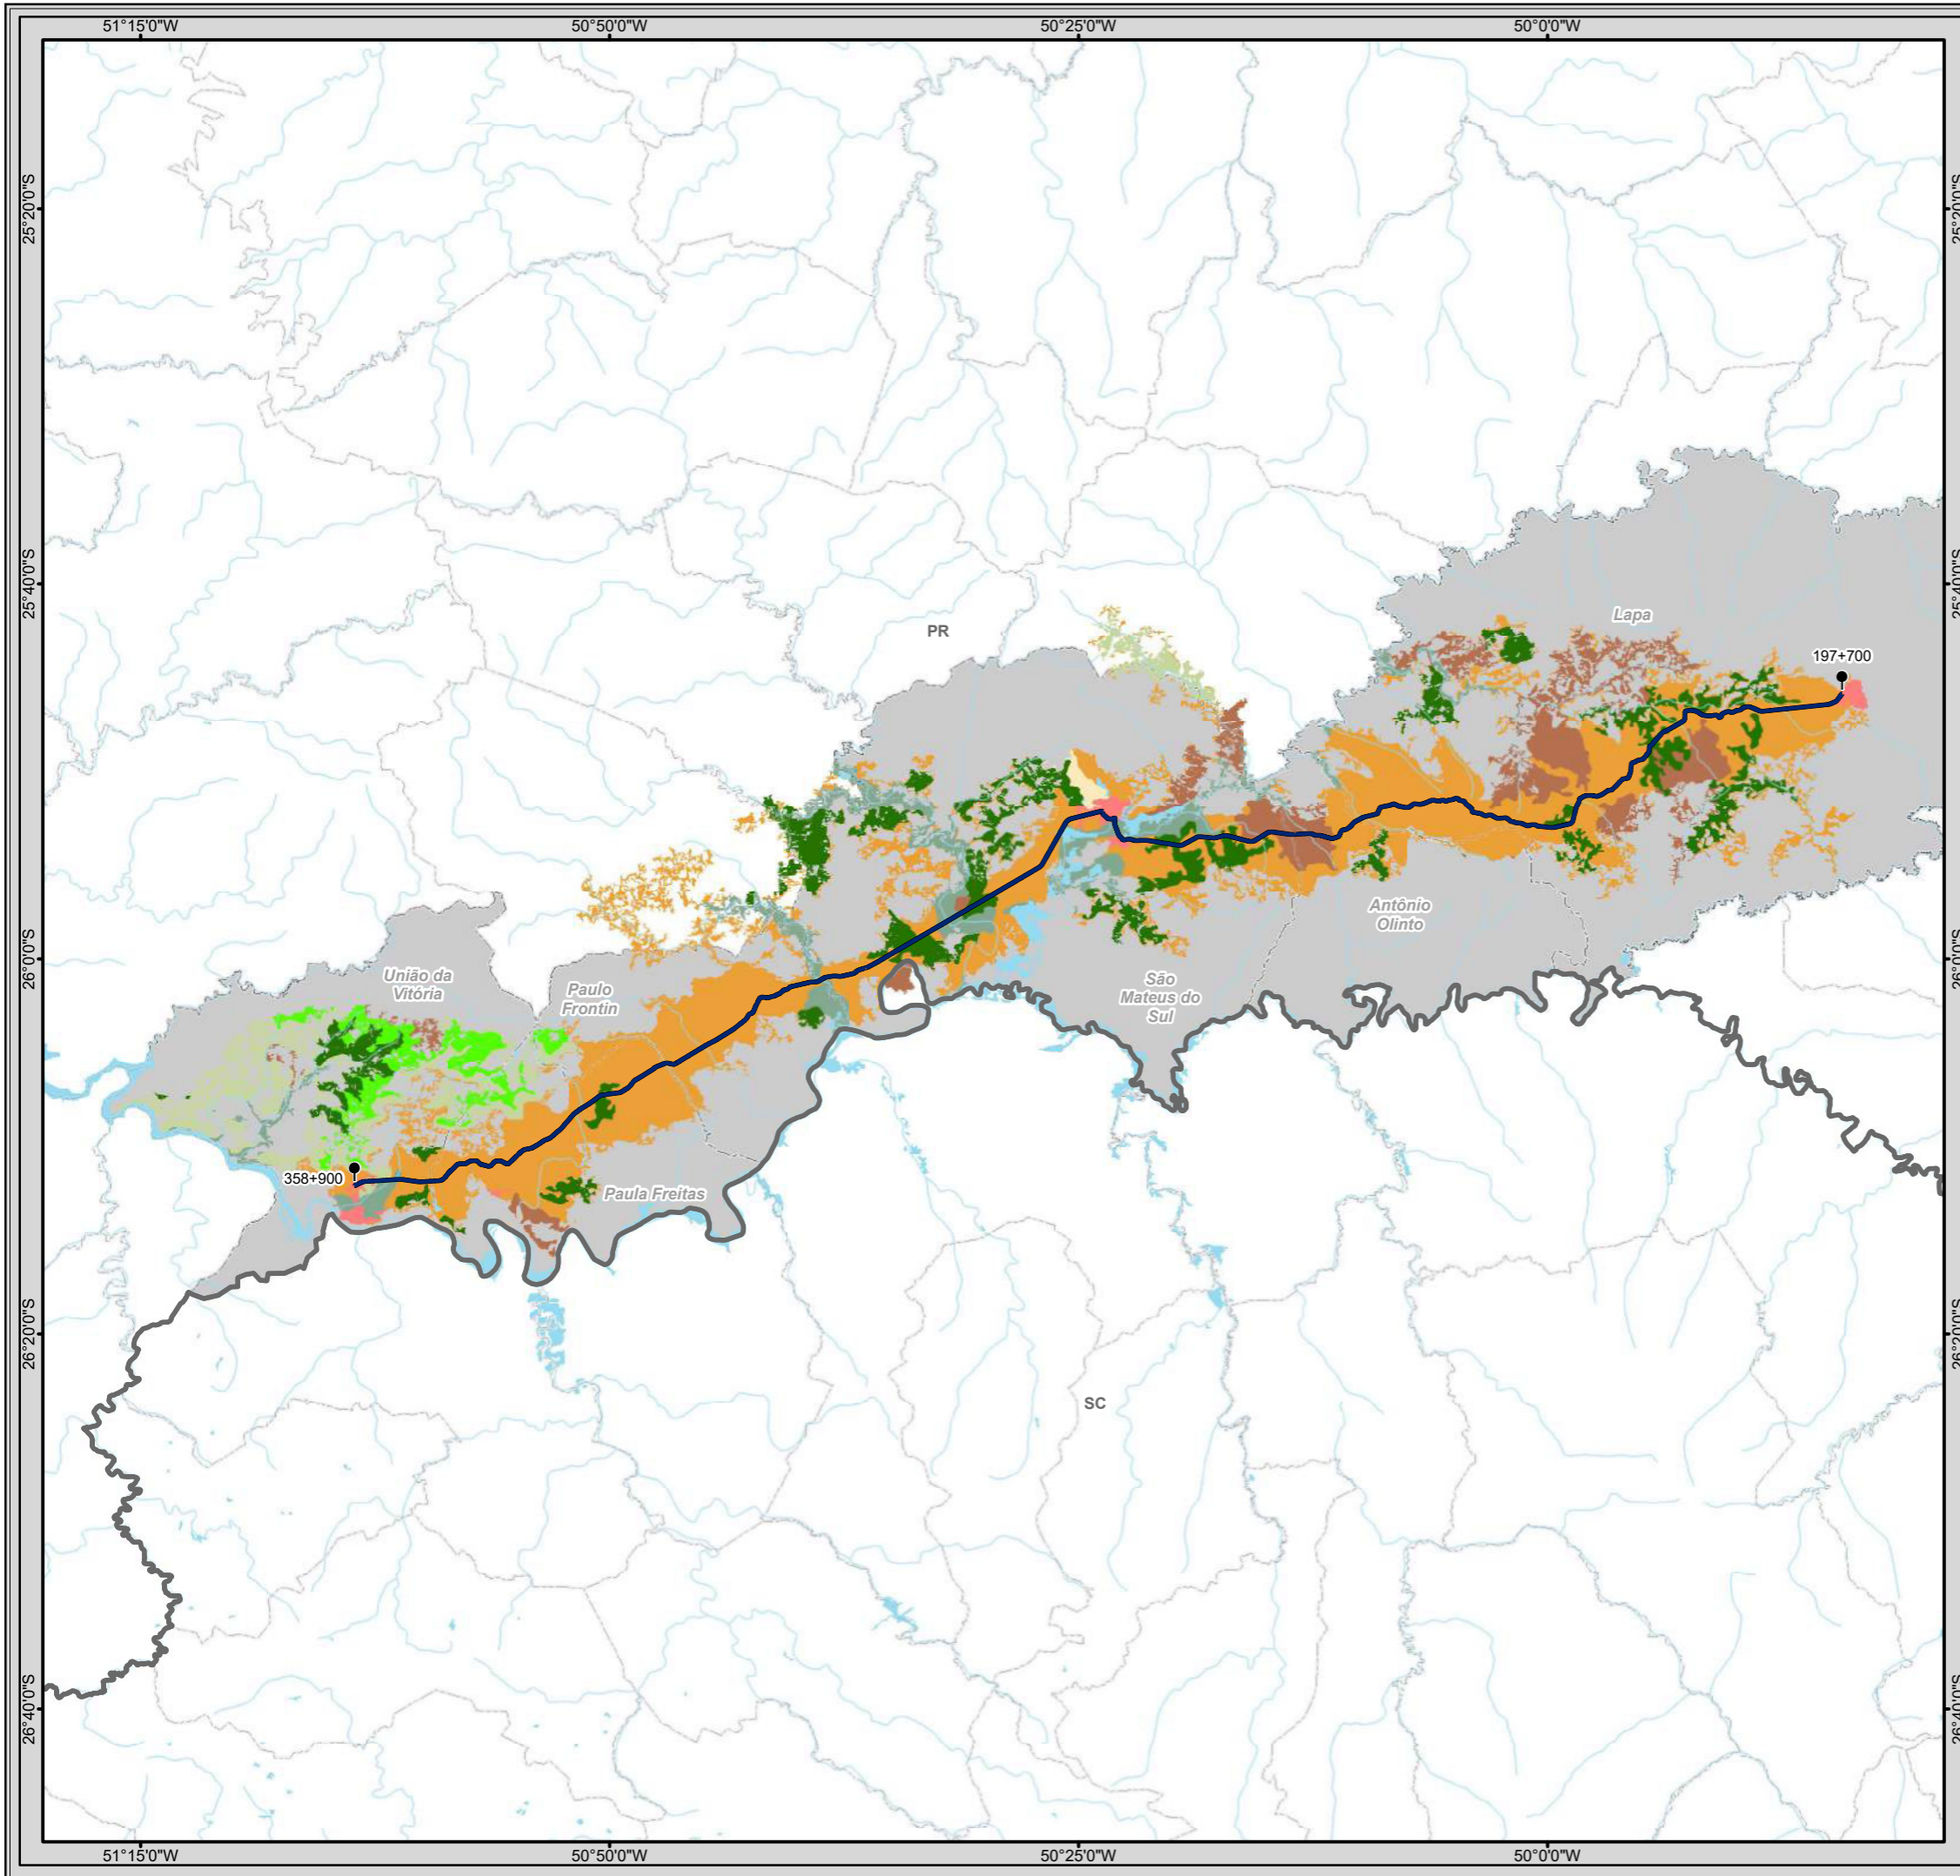 51°15'0"W
50°50'0"W
50°25'0"W
50°0'0"W
25°20'0"S
25°20'0"S
25°40'0"S
25°40'0"S
Lapa
PR
197+700
Antônio
Olinto
26°0'0"S
26°0'0"S
União da
Vitória
Paulo
Frontin
São
Mateus do
Sul
358+900
Paula Freitas
26°20'0"S
26°20'0"S
SC
26°40'0"S
26°40'0"S
51°15'0"W
50°50'0"W
50°25'0"W
50°0'0"W